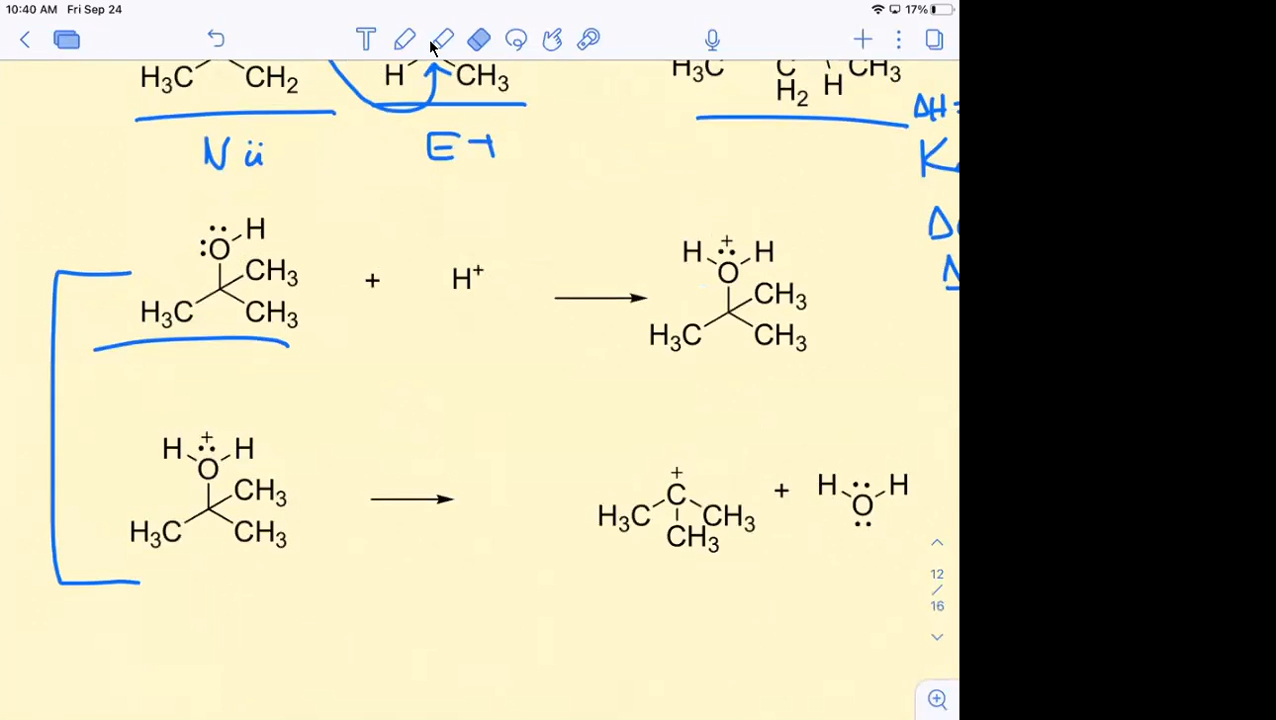 10:40 AM Fri Sep 24
17%
H₃C CH₂ H CH₃ H₃C C H₂ H CH₃
ΔH =
Nü E+
K
:ÖH CH₃ H₃C CH₃ + H⁺ H Ö⁺ H CH₃ H₃C CH₃
Δ
H Ö⁺ H CH₃ H₃C CH₃ H₃C C⁺ CH₃ CH₃ + H Ö H
12
/
16